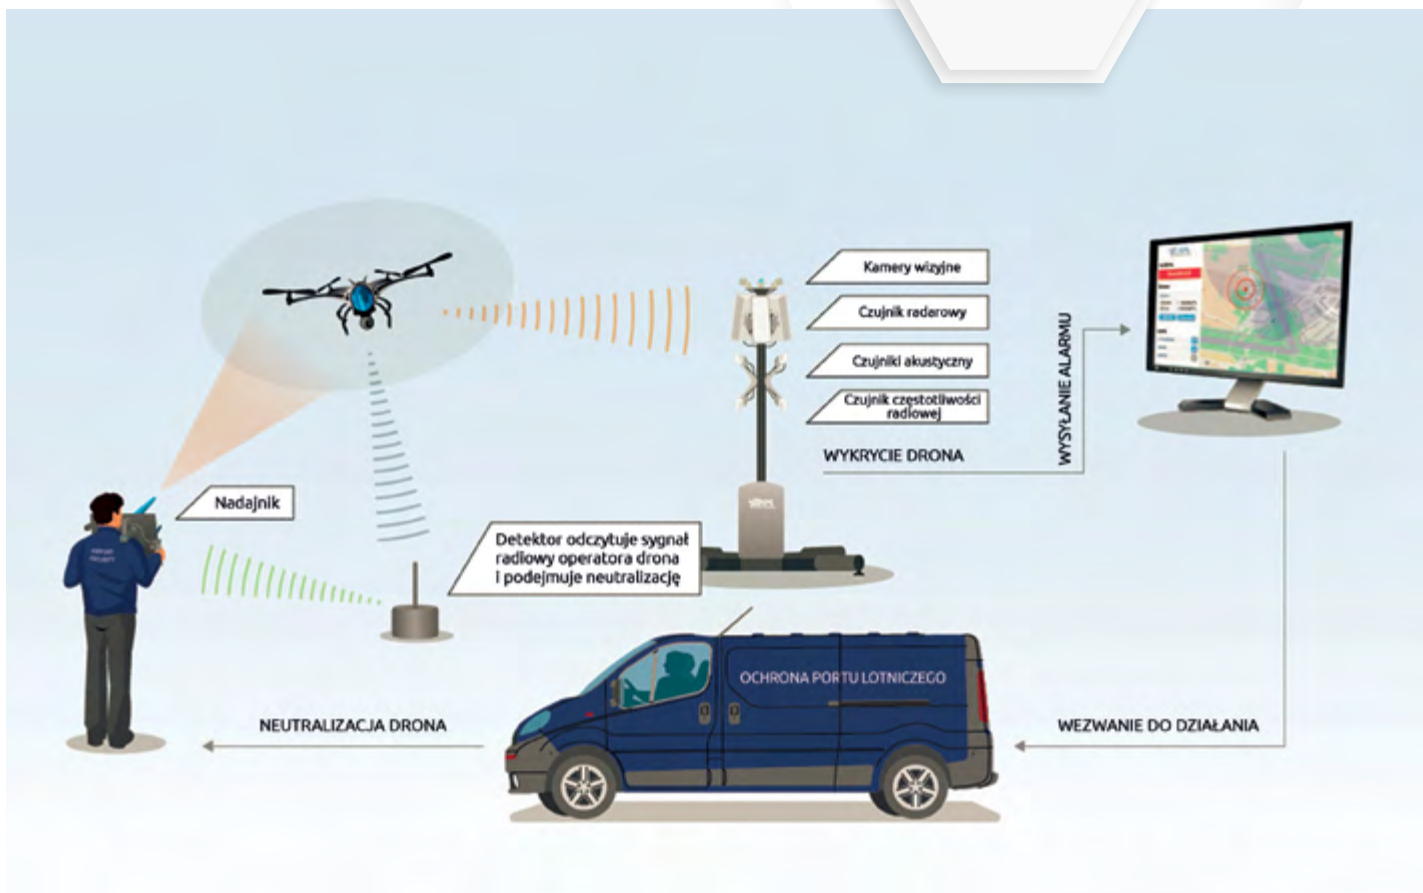 Kamery wizyjne
Czujnik radarowy
Czujniki akustyczny
Czujnik częstotliwości
radiowej
WYKRYCIE DRONA
WYSYŁANIE ALARMU
Nadajnik
Detektor odczytuje sygnał
radiowy operatora drona
i podejmuje neutralizację
OCHRONA PORTU LOTNICZEGO
NEUTRALIZACJA DRONA
WEZWANIE DO DZIAŁANIA